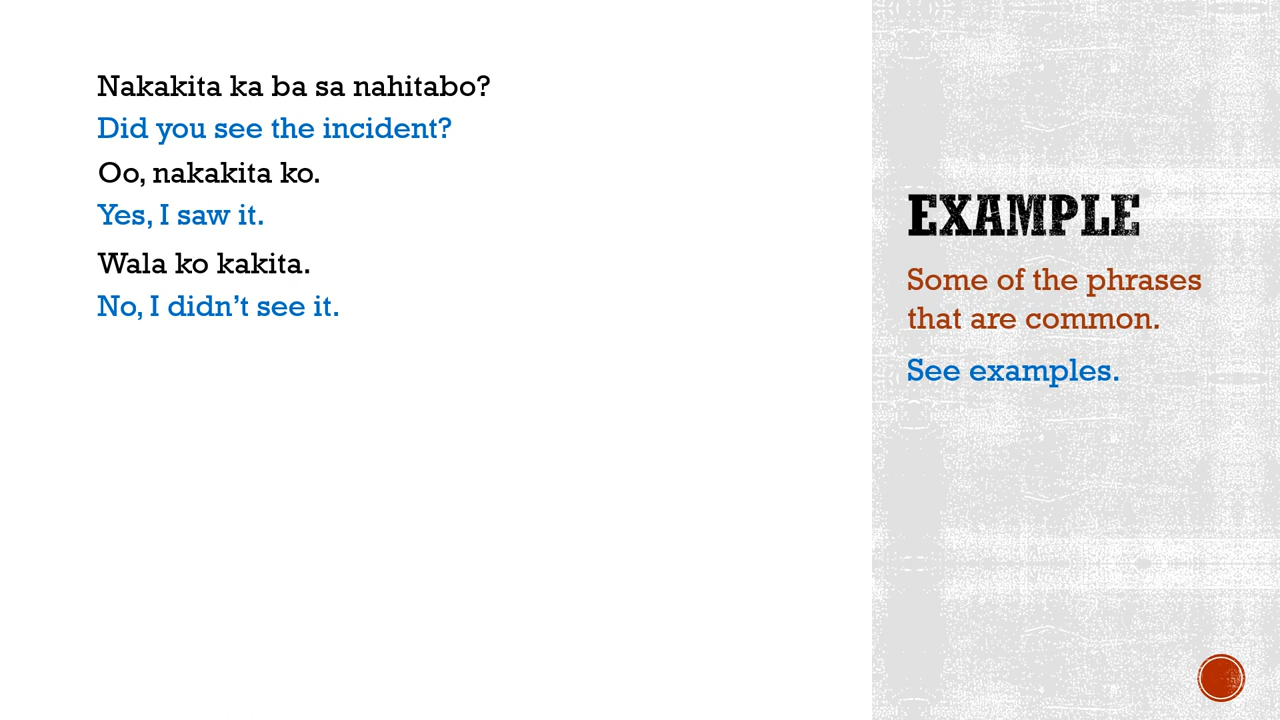 Nakakita ka ba sa nahitabo?
Did you see the incident?
Oo, nakakita ko.
Yes, I saw it.
Wala ko kakita.
No, I didn’t see it.
EXAMPLE
Some of the phrases
that are common.
See examples.